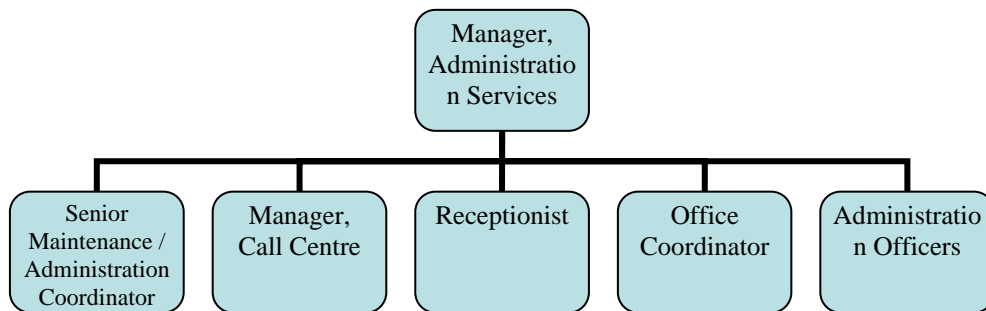 Manager,
Administratio
n Services
Senior
Maintenance /
Administration
Coordinator
Manager,
Call Centre
Receptionist
Office
Coordinator
Administratio
n Officers